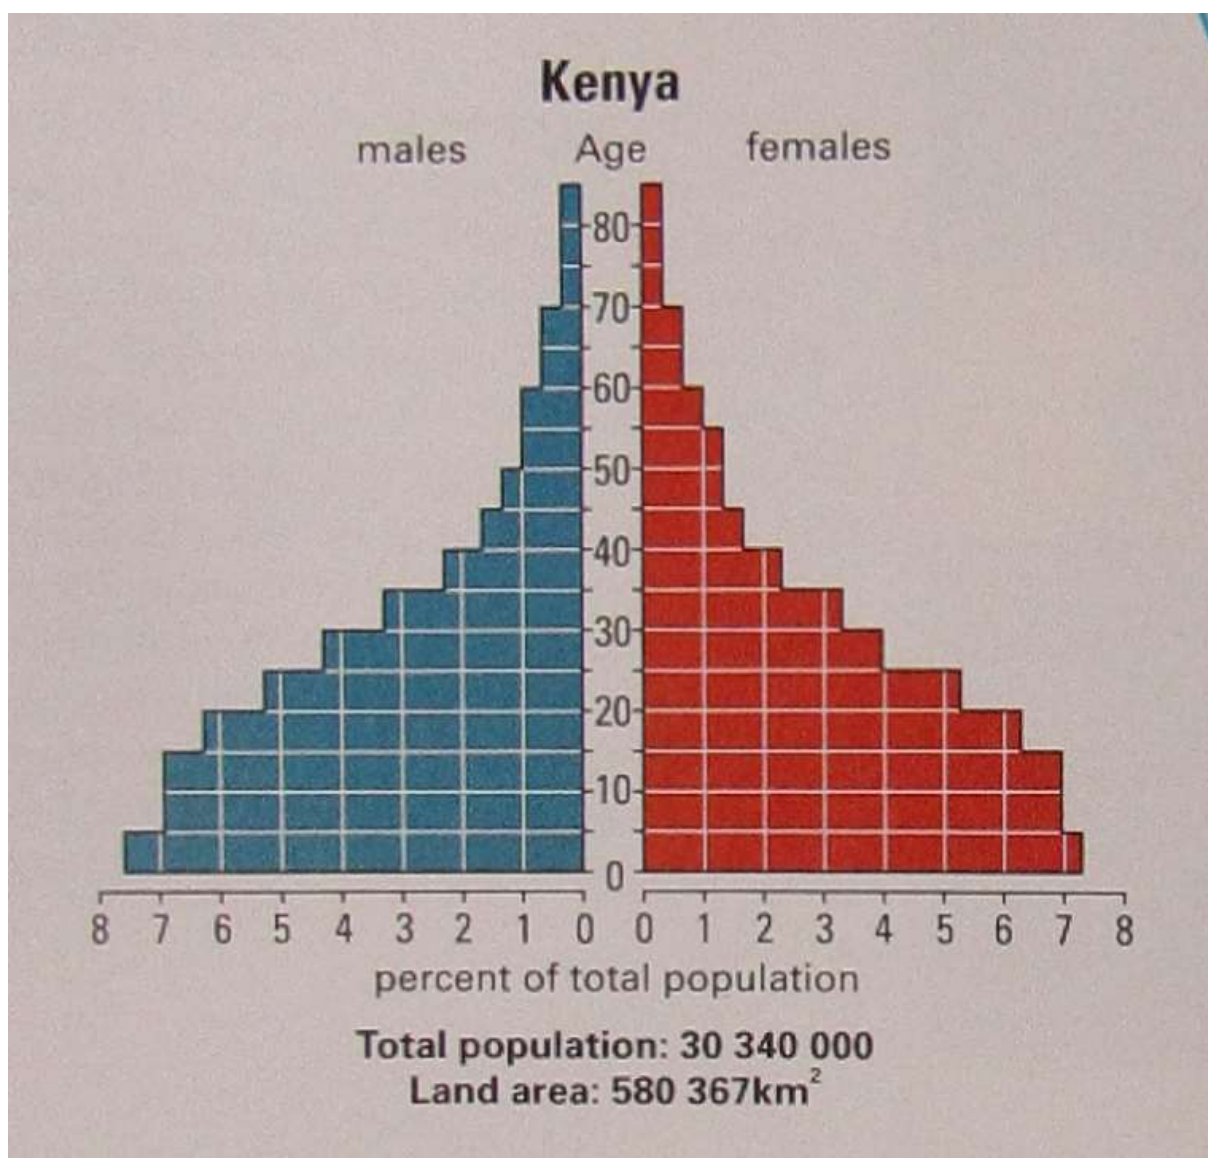 Kenya
males Age females
80
70
60
50
40
30
20
10
0
8 7 6 5 4 3 2 1 0 0 1 2 3 4 5 6 7 8
percent of total population
Total population: 30 340 000
Land area: 580 367km²